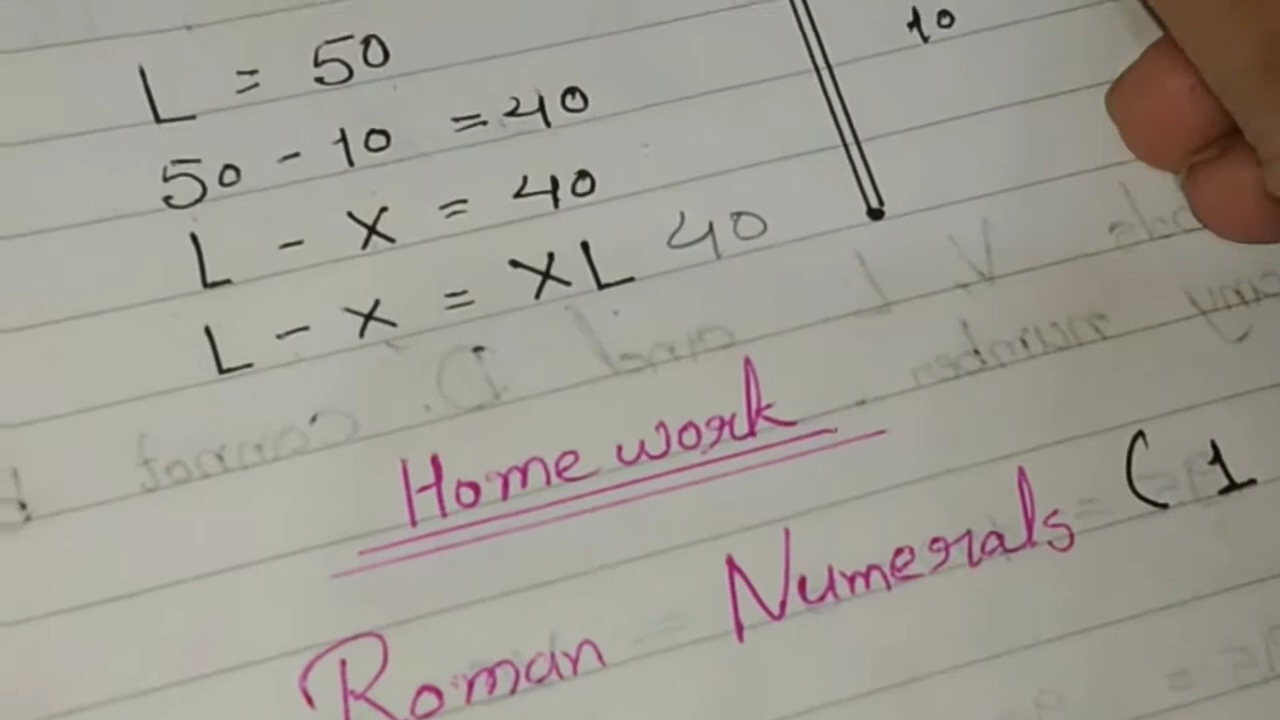 L = 50
50 - 10 = 40
L - X = 40
L - X = XL 40
10
Home work
Roman Numerals ( 1